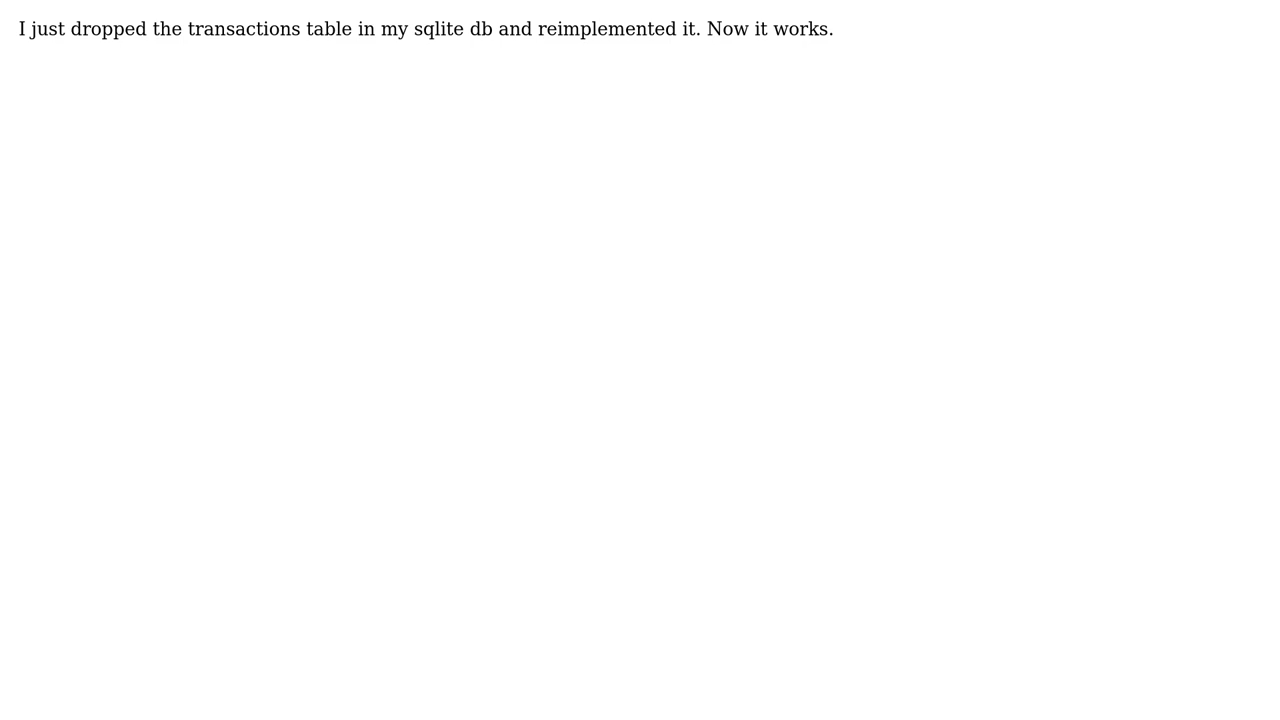 I just dropped the transactions table in my sqlite db and reimplemented it. Now it works.